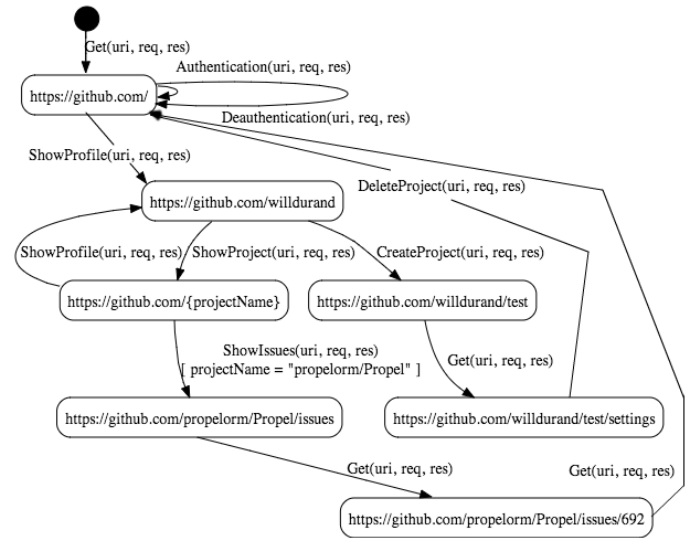 Get(uri, req, res)
Authentication(uri, req, res)
https://github.com/
Deauthentication(uri, req, res)
ShowProfile(uri, req, res)
DeleteProject(uri, req, res)
https://github.com/willdurand
ShowProfile(uri, req, res)
ShowProject(uri, req, res)
CreateProject(uri, req, res)
https://github.com/{projectName}
https://github.com/willdurand/test
ShowIssues(uri, req, res)
[ projectName = "propelorm/Propel" ]
Get(uri, req, res)
https://github.com/propelorm/Propel/issues
https://github.com/willdurand/test/settings
Get(uri, req, res)
Get(uri, req, res)
https://github.com/propelorm/Propel/issues/692